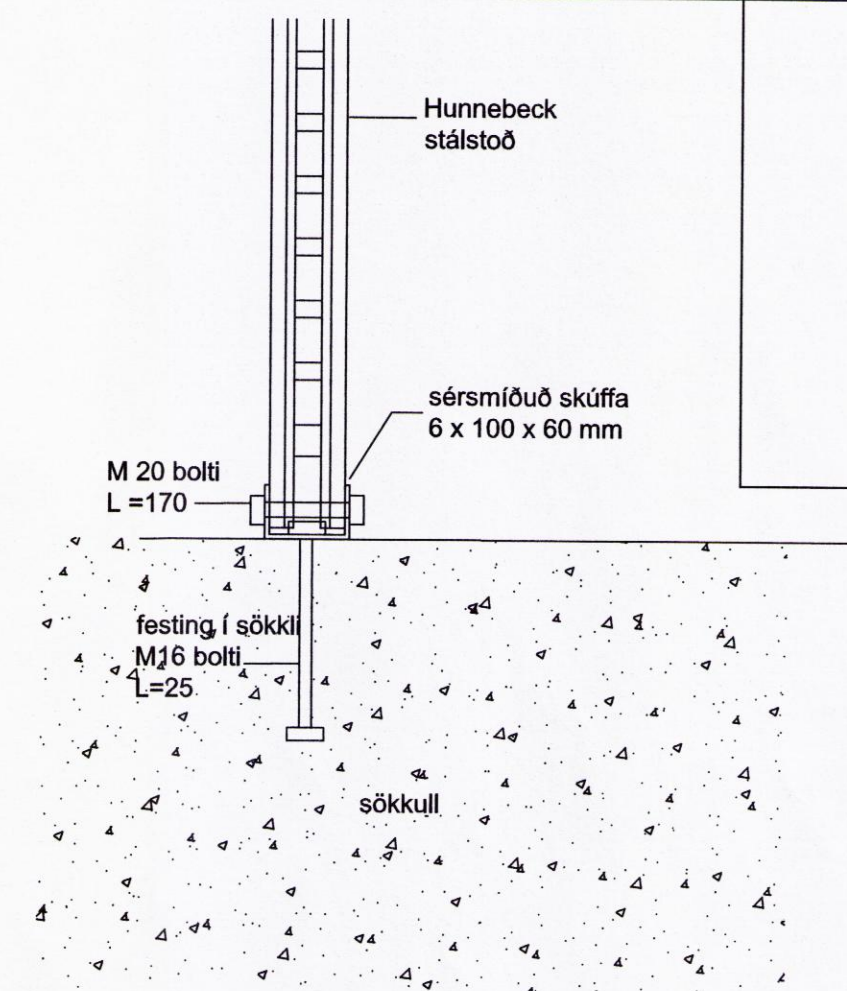 Hunnebeck
stálstoð
sérsmíðuð skúffa
6 x 100 x 60 mm
M 20 bolti
L =170
festing í sökkli
M16 bolti
L=25
sökkull